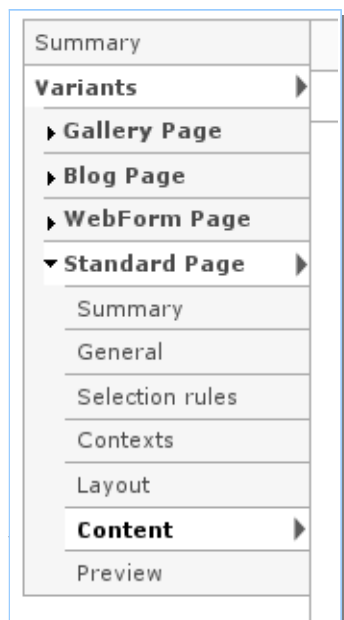 Summary
Variants
Gallery Page
Blog Page
WebForm Page
Standard Page
Summary
General
Selection rules
Contexts
Layout
Content
Preview